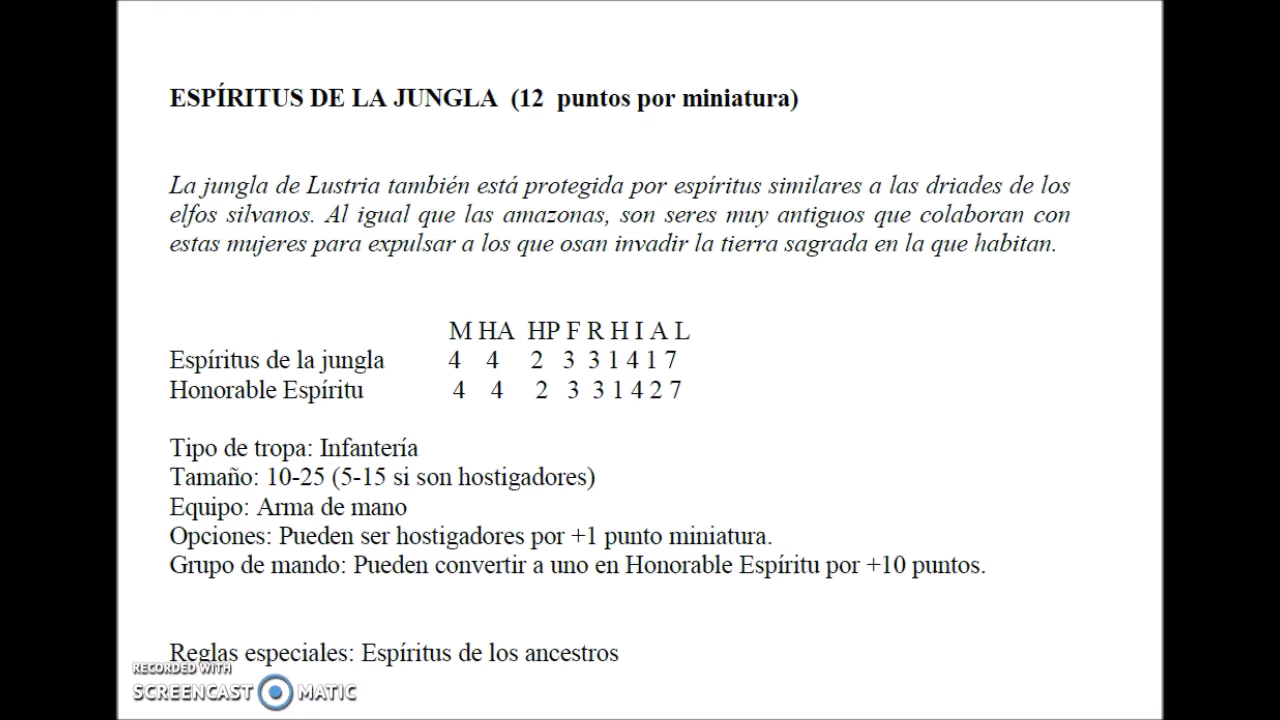 ESPÍRITUS DE LA JUNGLA (12 puntos por miniatura)
La jungla de Lustria también está protegida por espíritus similares a las driades de los
elfos silvanos. Al igual que las amazonas, son seres muy antiguos que colaboran con
estas mujeres para expulsar a los que osan invadir la tierra sagrada en la que habitan.
M HA HP F R H I A L
Espíritus de la jungla 4 4 2 3 3 1 4 1 7
Honorable Espíritu 4 4 2 3 3 1 4 2 7
Tipo de tropa: Infantería
Tamaño: 10-25 (5-15 si son hostigadores)
Equipo: Arma de mano
Opciones: Pueden ser hostigadores por +1 punto miniatura.
Grupo de mando: Pueden convertir a uno en Honorable Espíritu por +10 puntos.
Reglas especiales: Espíritus de los ancestros
RECORDED WITH
SCREENCAST MATIC